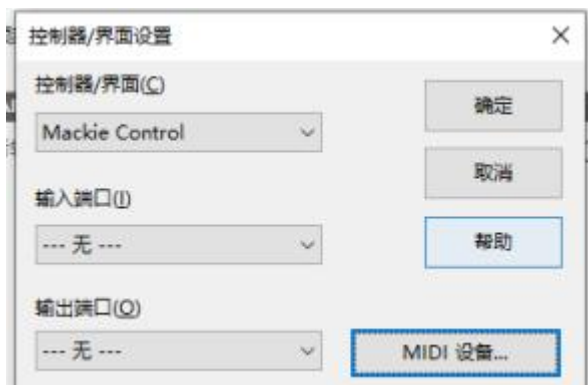 控制器/界面设置
控制器/界面(C)
Mackie Control
确定
取消
输入端口(I)
--- 无 ---
帮助
输出端口(O)
--- 无 ---
MIDI 设备...